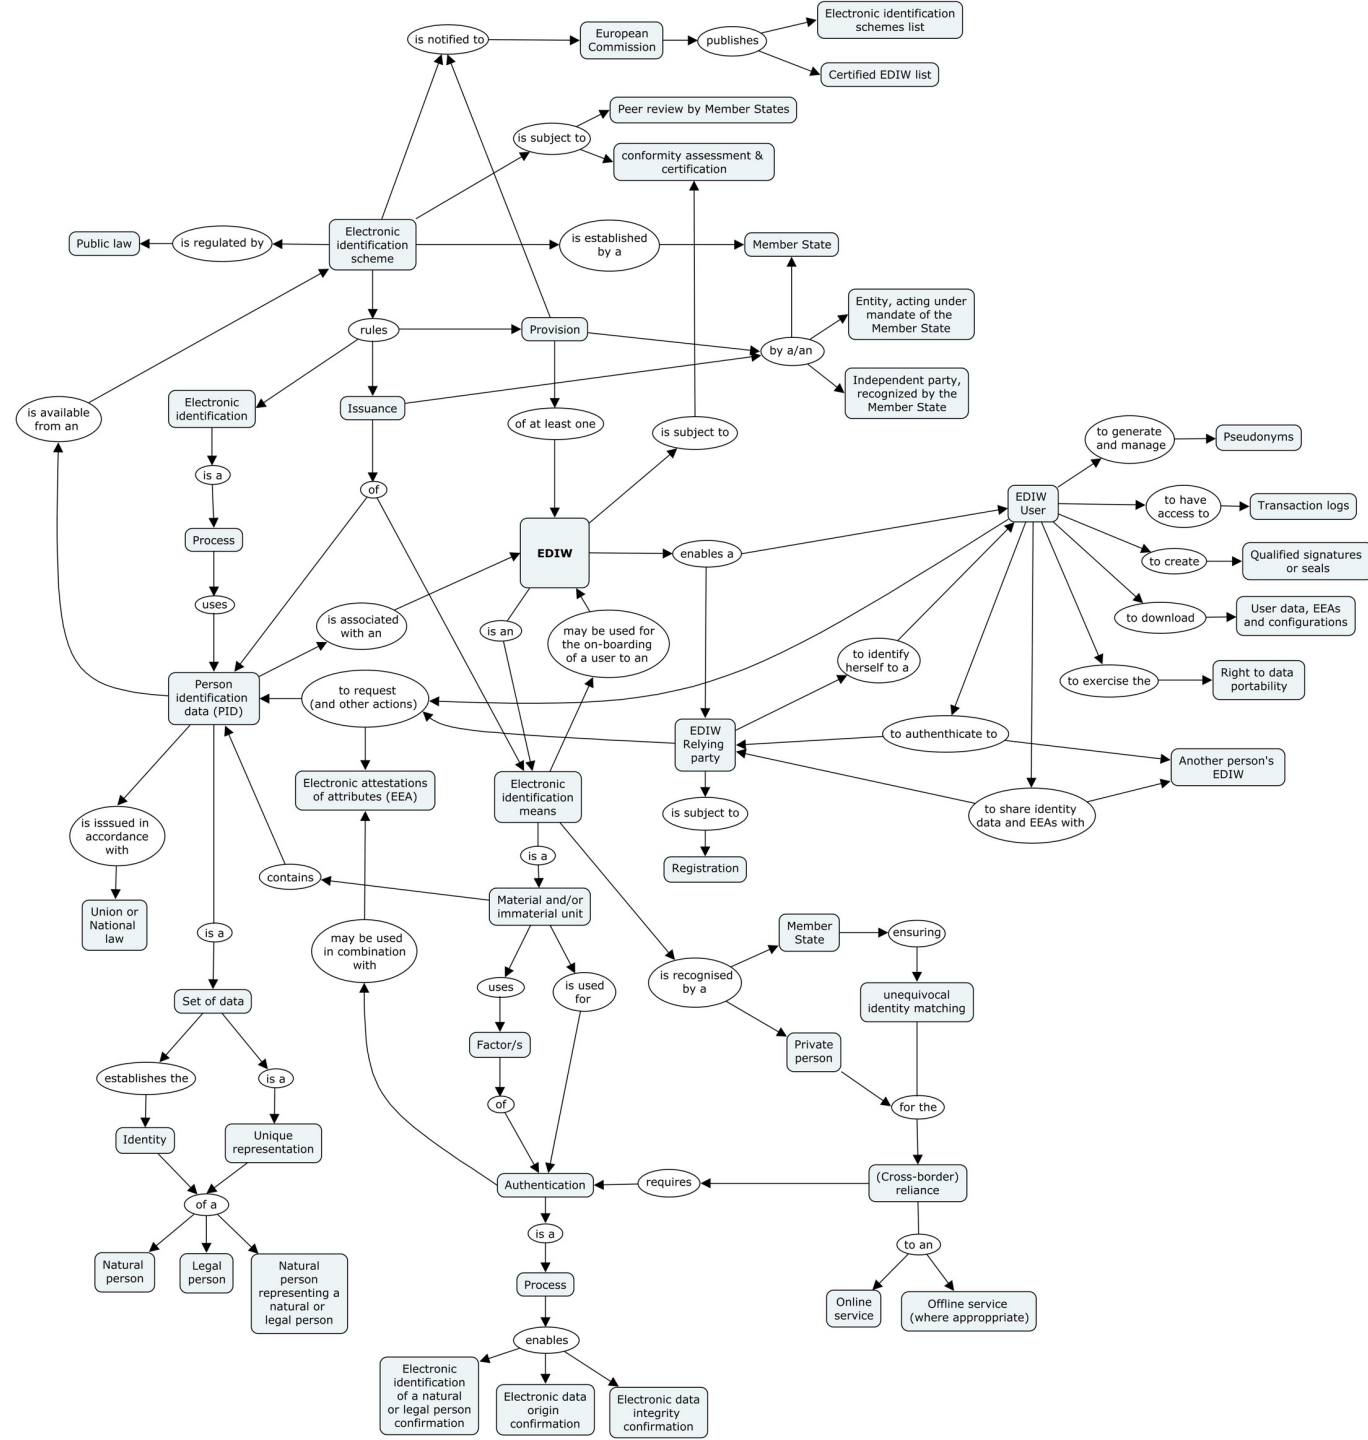 is notified to
European
Commission
publishes
Electronic identification
schemes list
Certified EDIW list
Peer review by Member States
is subject to
conformity assessment &
certification
Public law
is regulated by
Electronic
identification
scheme
is established
by a
Member State
rules
Provision
by a/an
Entity, acting under
mandate of the
Member State
Independent party,
recognized by the
Member State
is available
from an
Electronic
identification
Issuance
of at least one
is subject to
to generate
and manage
Pseudonyms
is a
of
EDIW
User
to have
access to
Transaction logs
Process
EDIW
enables a
to create
Qualified signatures
or seals
uses
is associated
with an
is an
may be used for
the on-boarding
of a user to an
to download
User data, EEAs
and configurations
to identify
herself to a
to exercise the
Right to data
portability
Person
identification
data (PID)
to request
(and other actions)
EDIW
Relying
party
to authenthicate to
Another person's
EDIW
Electronic attestations
of attributes (EEA)
Electronic
identification
means
is subject to
to share identity
data and EEAs with
is isssued in
accordance
with
is a
Registration
contains
Material and/or
immaterial unit
Union or
National
law
is a
may be used
in combination
with
Member
State
ensuring
uses
is used
for
is recognised
by a
unequivocal
identity matching
Set of data
Factor/s
Private
person
establishes the
is a
of
for the
Identity
Unique
representation
Authentication
requires
(Cross-border)
reliance
of a
is a
to an
Natural
person
Legal
person
Natural
person
representing a
natural or
legal person
Process
Online
service
Offline service
(where approppriate)
enables
Electronic
identification
of a natural
or legal person
confirmation
Electronic data
origin
confirmation
Electronic data
integrity
confirmation